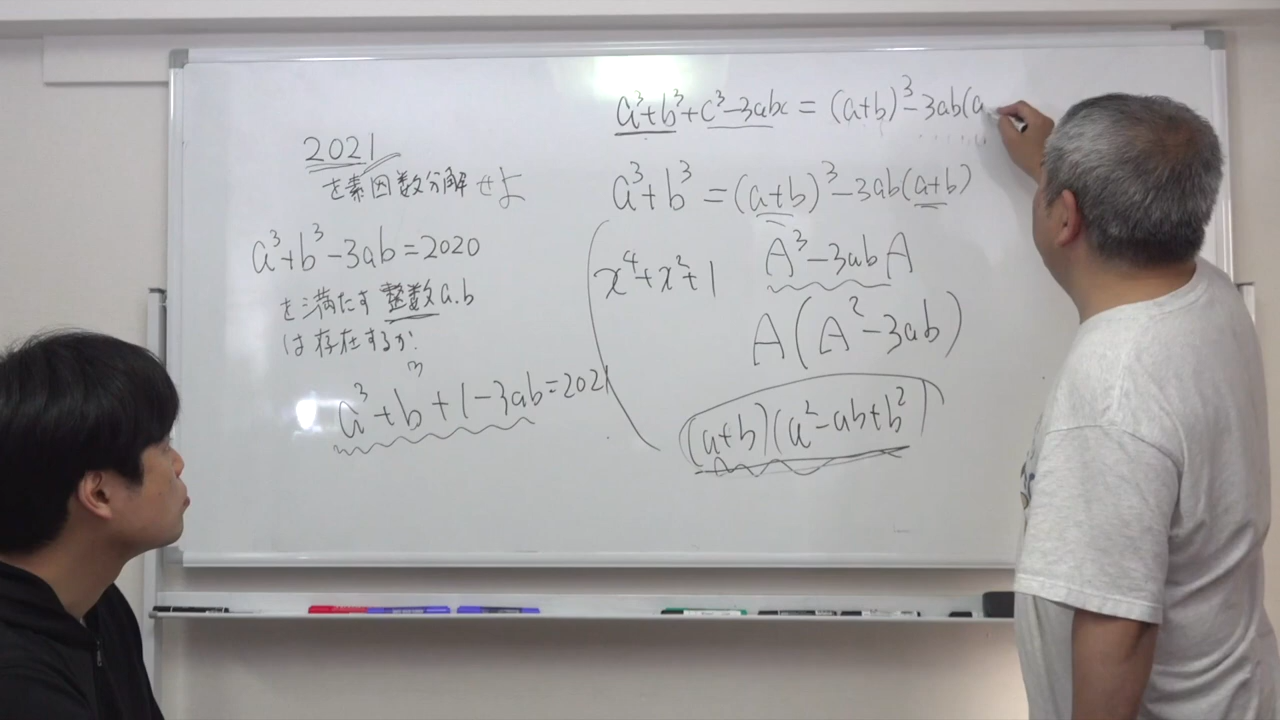 2021
を素因数分解せよ
a³+b³-3ab=2020
を満たす整数a.b
は存在するか?
a³+b³+1-3ab=2021
a³+b³+c³-3abc=(a+b)³-3ab(a
a³+b³=(a+b)³-3ab(a+b)
x⁴+x²+1
A³-3abA
A(A²-3ab)
(a+b)(a²-ab+b²)